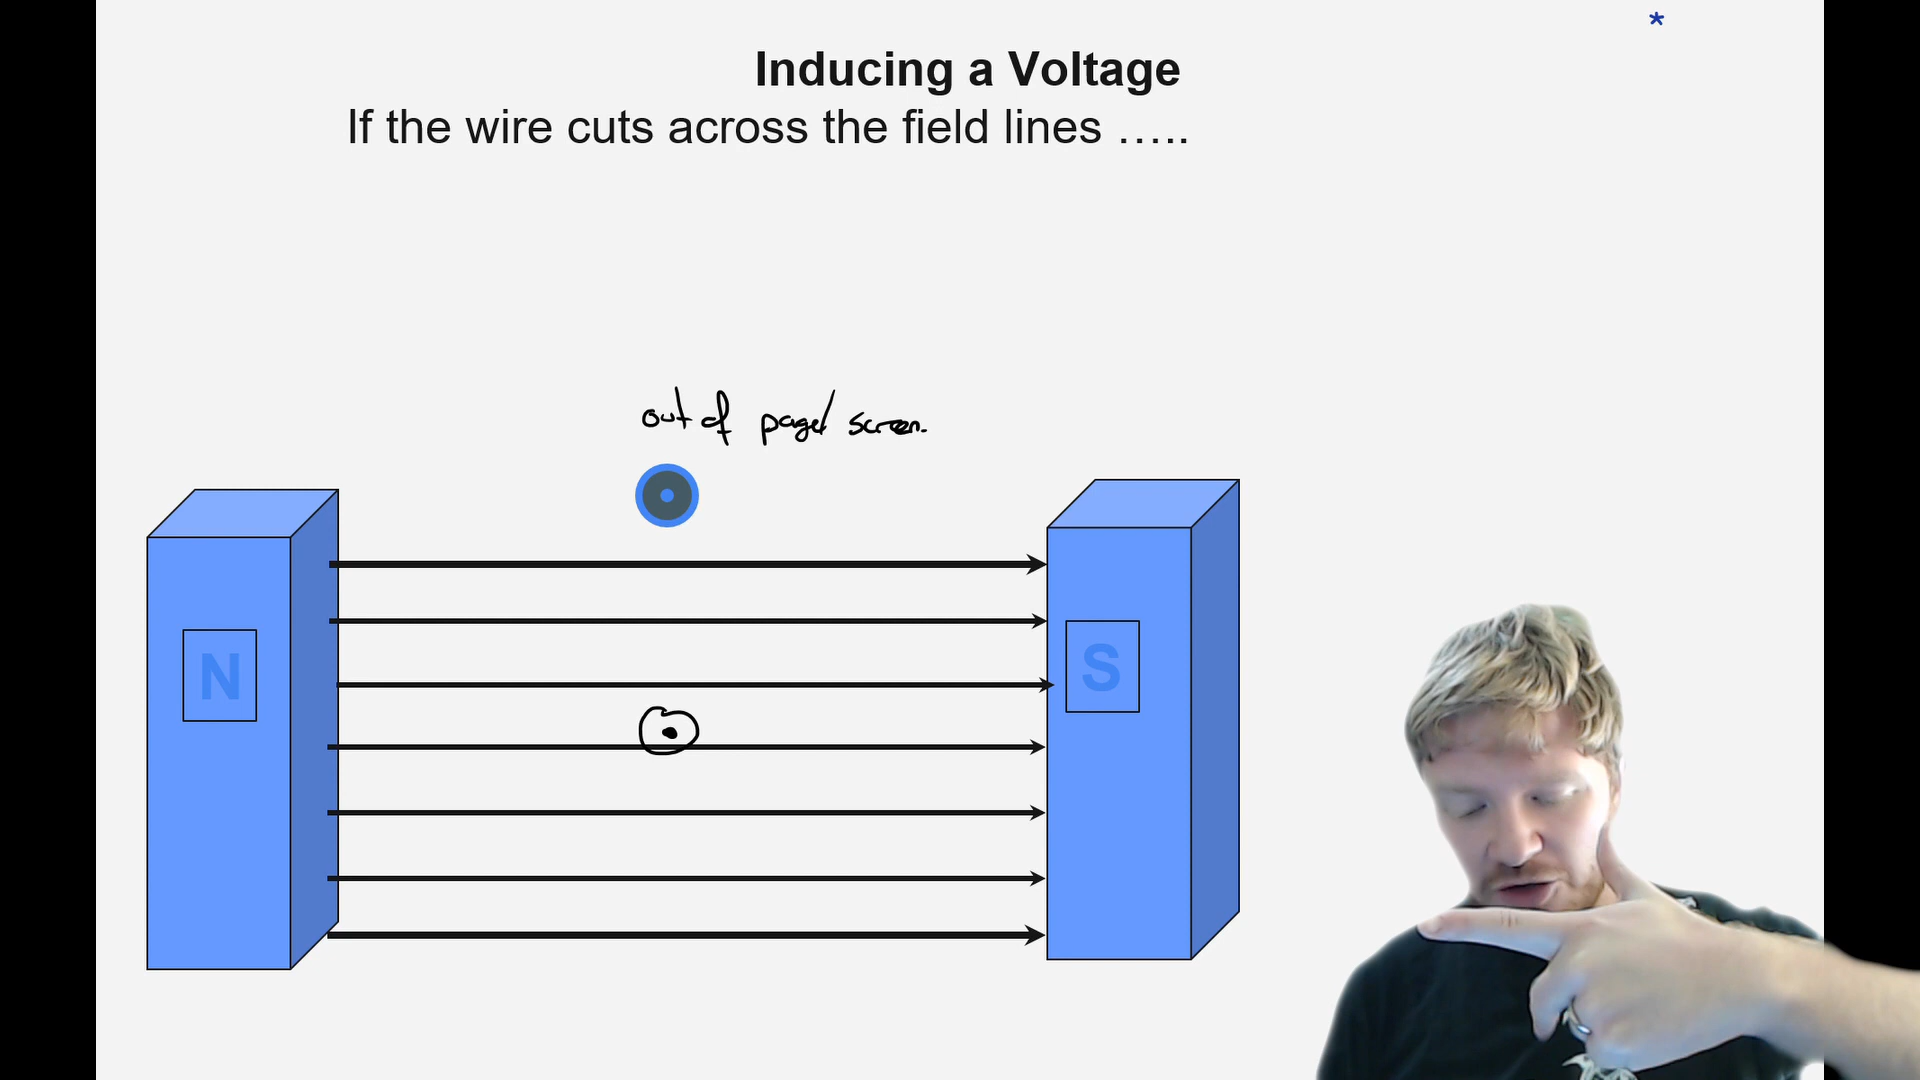 *
Inducing a Voltage
If the wire cuts across the field lines …..
out of page/ screen.
N
S